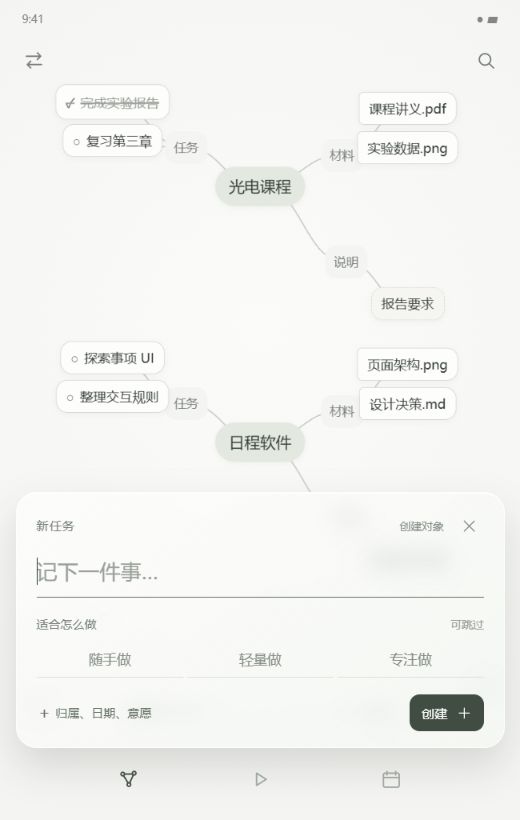 9:41
完成实验报告
复习第三章
任务
光电课程
材料
课程讲义.pdf
实验数据.png
说明
报告要求
探索事项 UI
整理交互规则
任务
日程软件
材料
页面架构.png
设计决策.md
新任务
创建对象
记下一件事...
适合怎么做
可跳过
随手做
轻量做
专注做
+ 归属、日期、意愿
创建 +